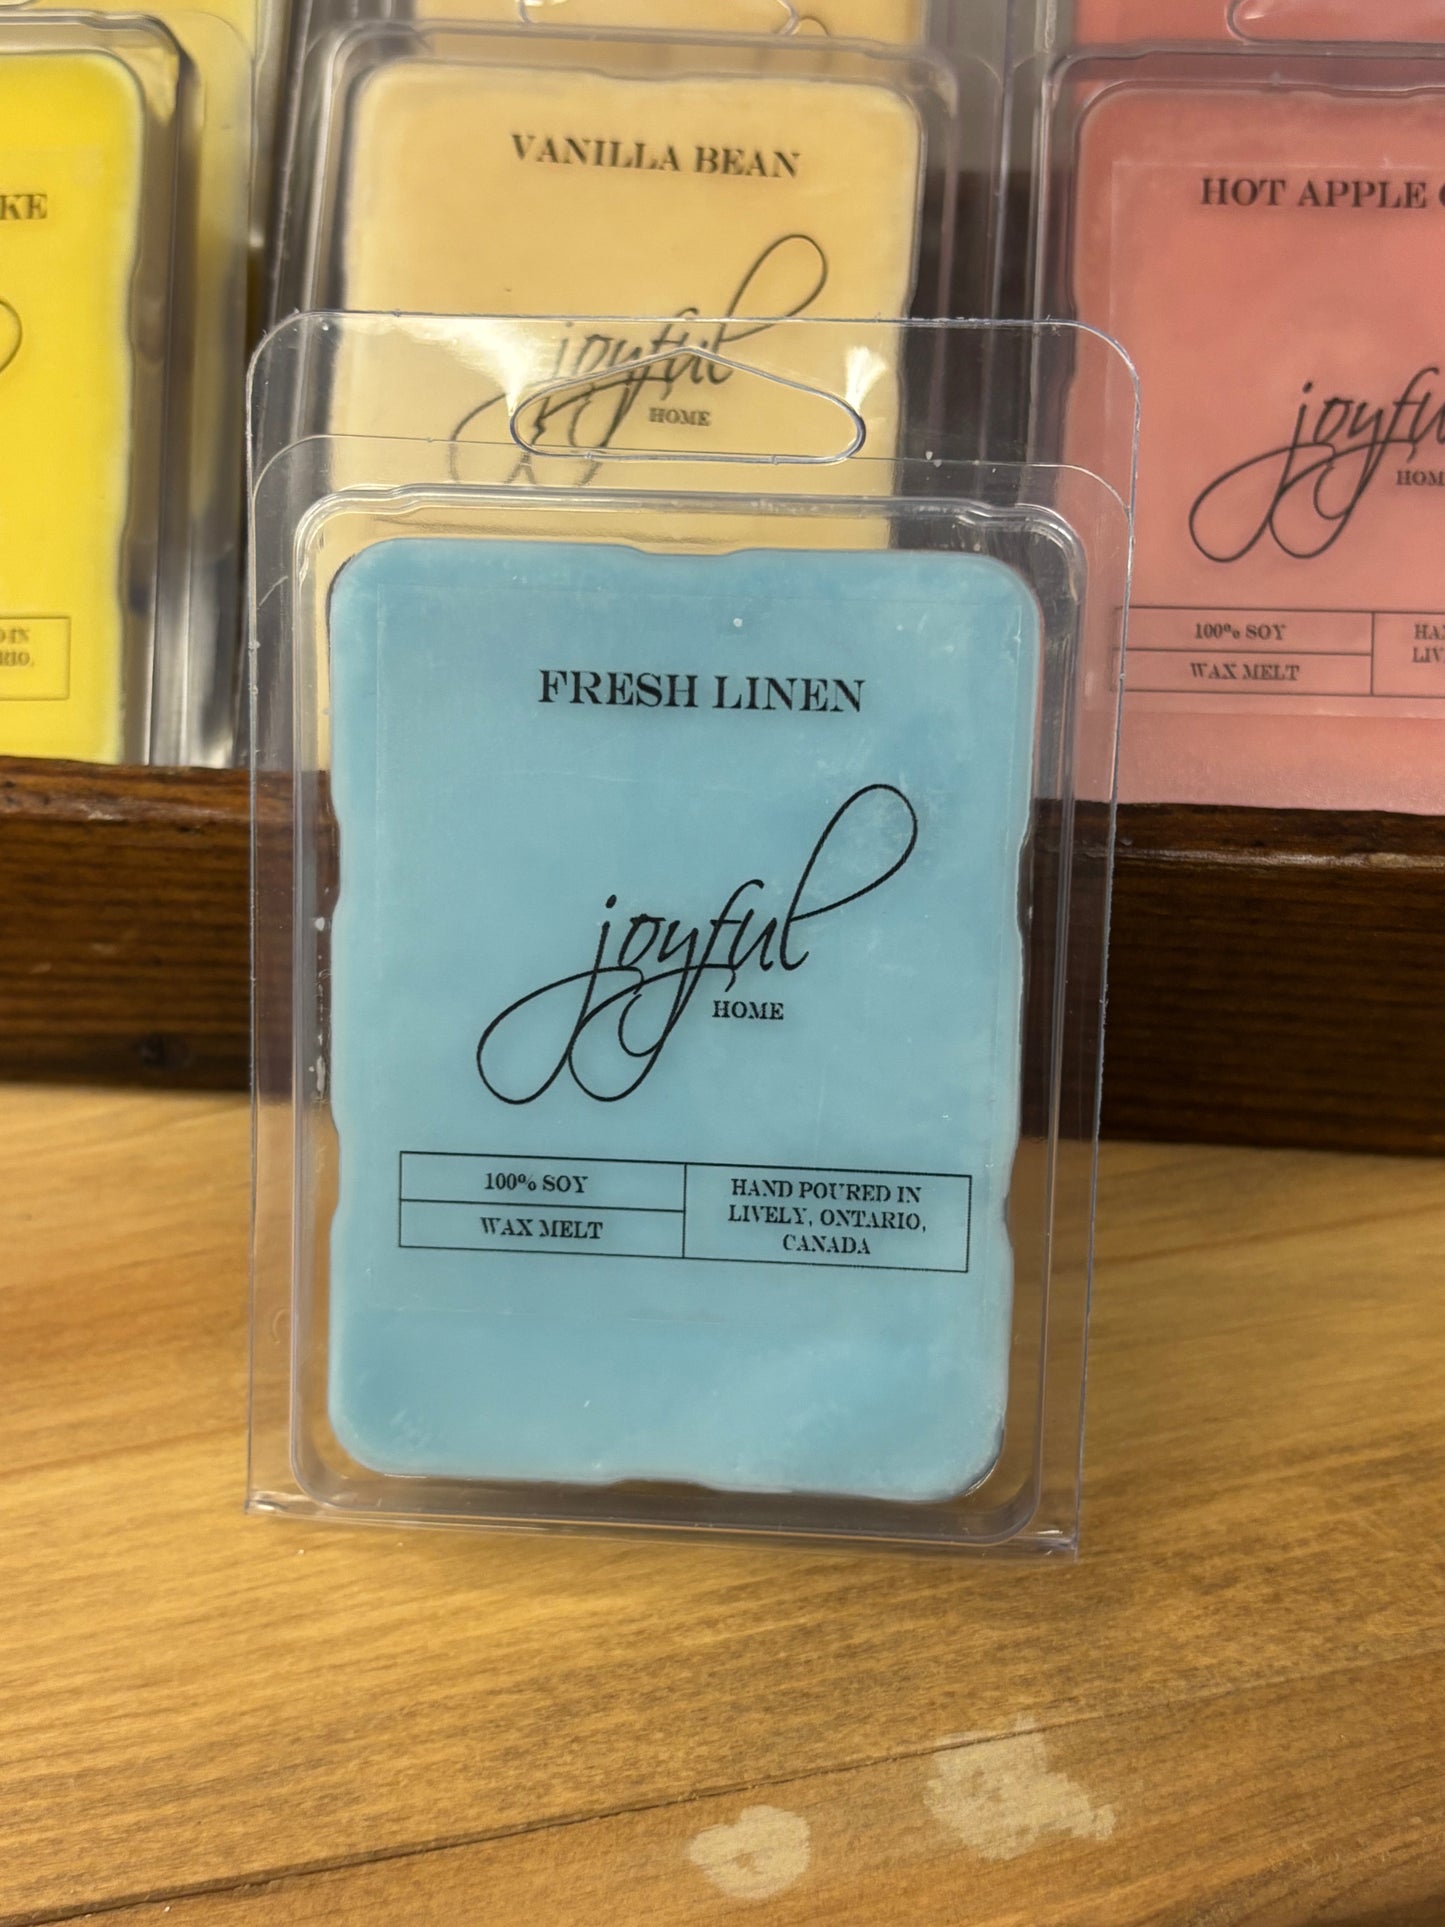 VANILLA BEAN
joyful
HOME
HOT APPLE
HOME
100% SOY
WAX MELT
FRESH LINEN
joyful
HOME
100% SOY
WAX MELT
HAND POURED IN
LIVELY, ONTARIO,
CANADA